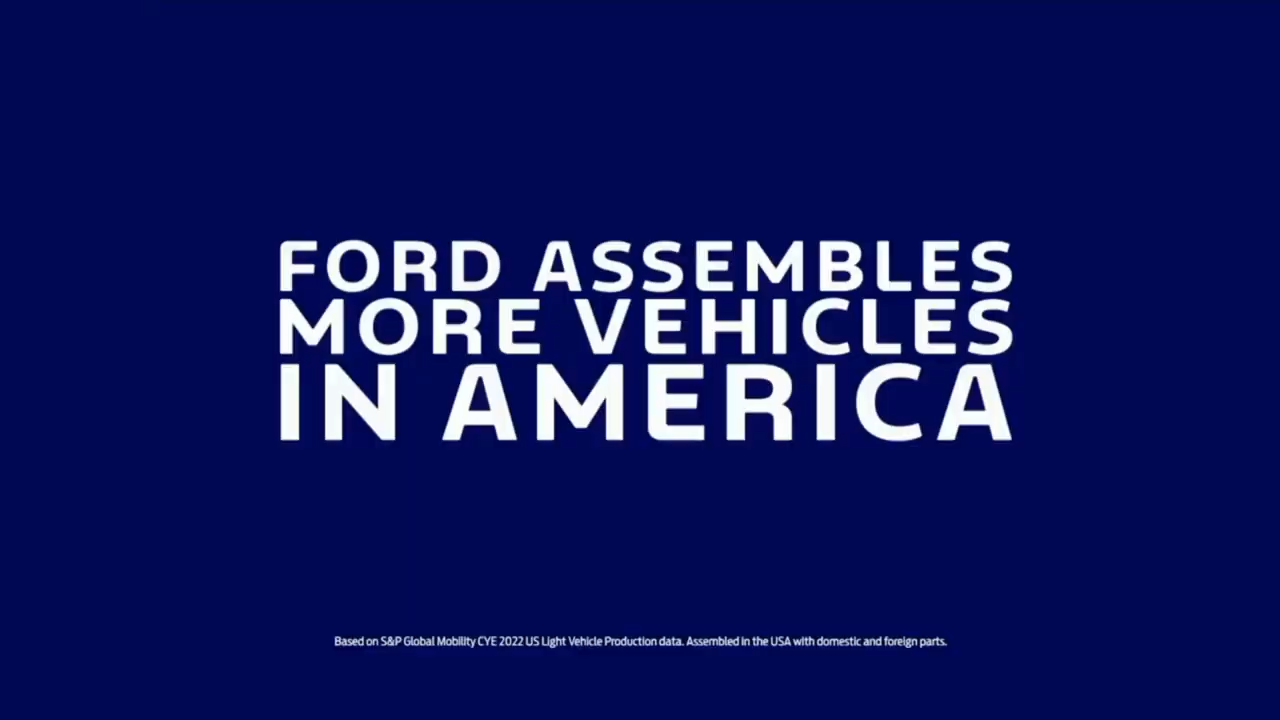 FORD ASSEMBLES
MORE VEHICLES
IN AMERICA
Based on S&P Global Mobility CYE 2022 US Light Vehicle Production data. Assembled in the USA with domestic and foreign parts.